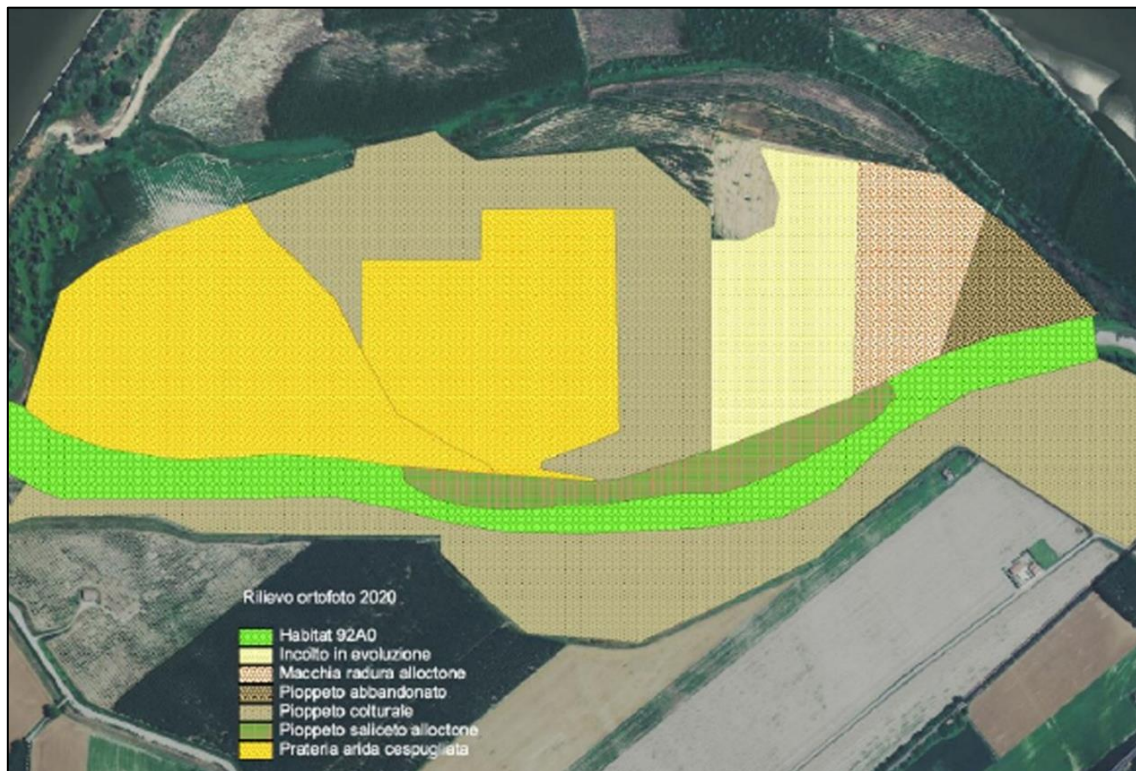 Rilievo ortofoto 2020
Habitat 92A0
Incolto in evoluzione
Macchia radura alloctone
Pioppeto abbandonato
Pioppeto colturale
Pioppeto saliceto alloctone
Prateria arida cespugliata